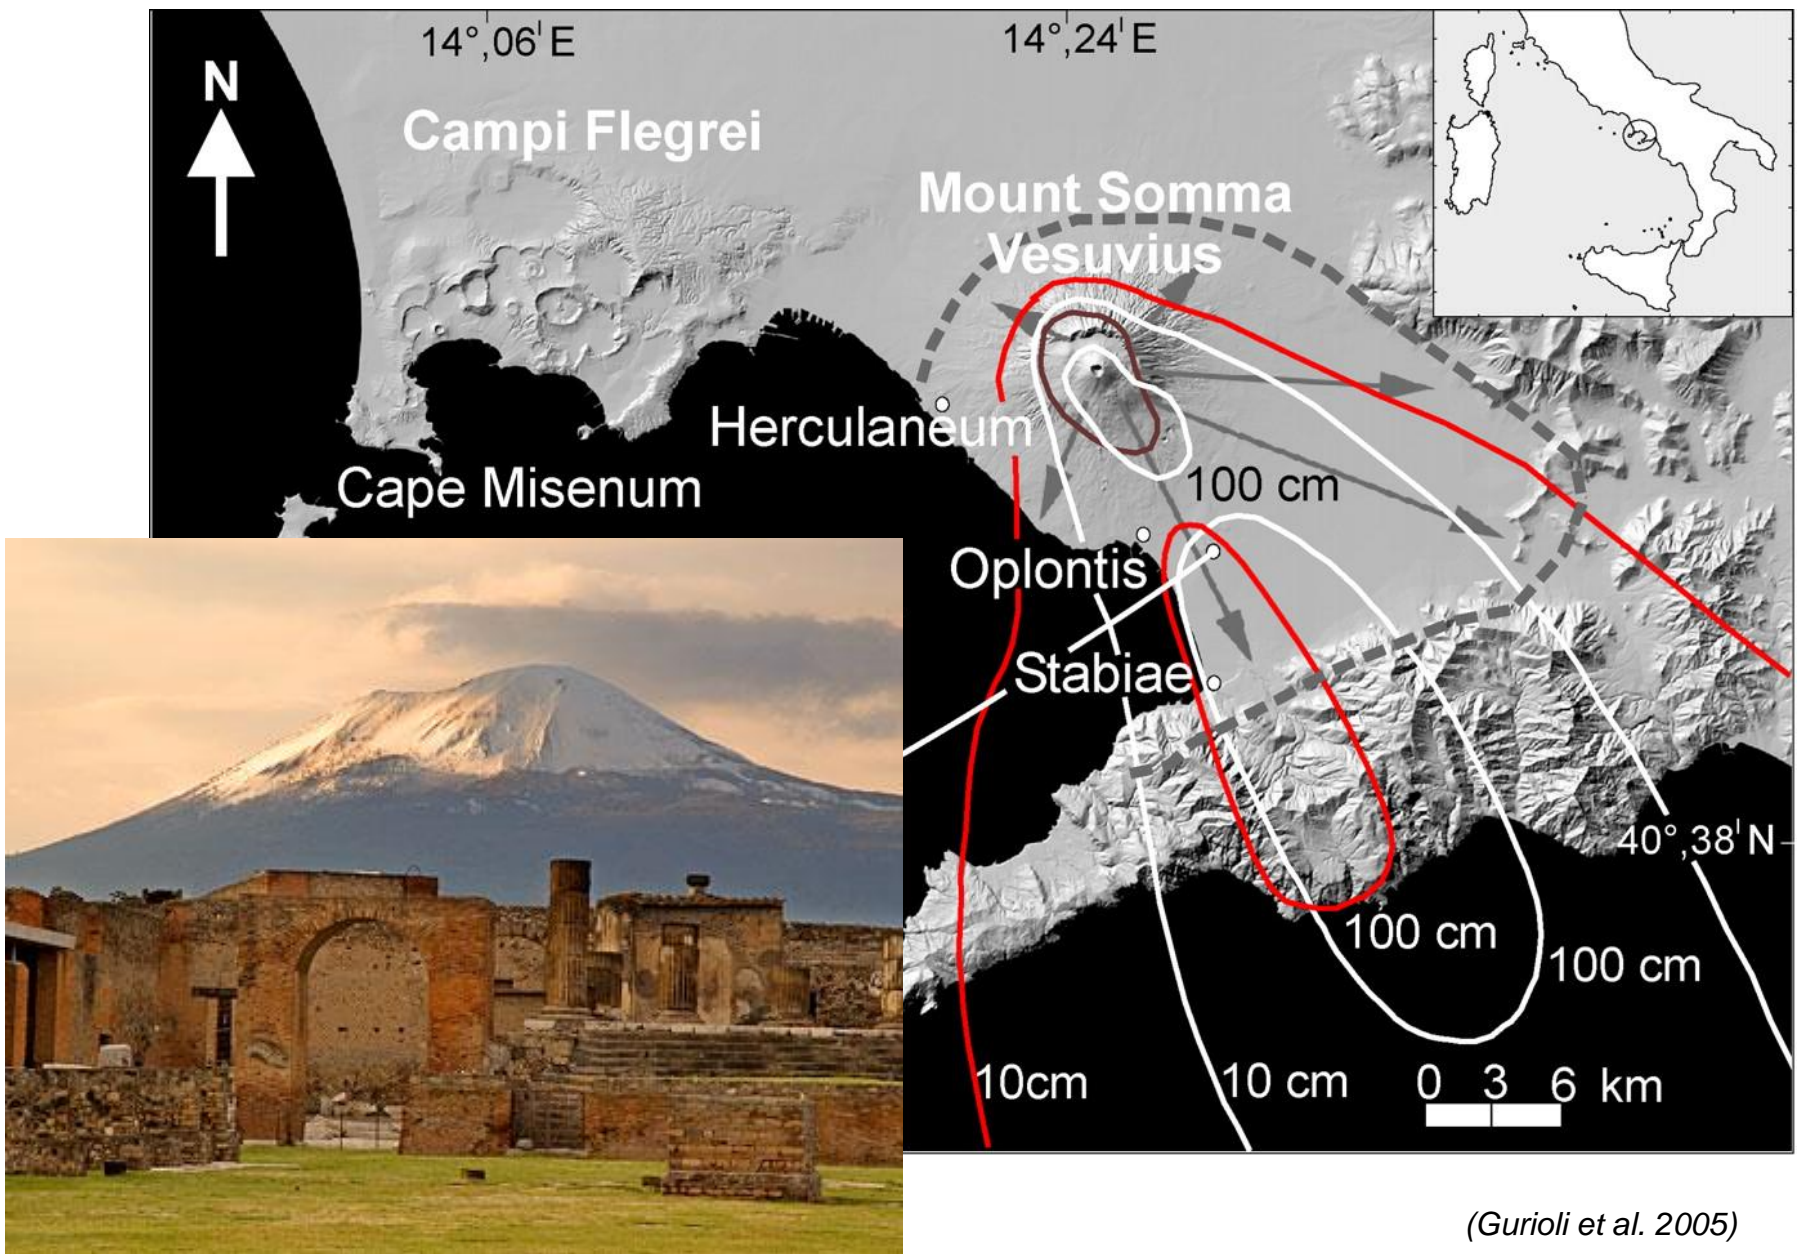 14°,06' E
14°,24' E
N
Campi Flegrei
Mount Somma
Vesuvius
Herculaneum
Cape Misenum
100 cm
Oplontis
Stabiae
40°,38' N
100 cm
100 cm
10cm
10 cm
0 3 6 km
(Gurioli et al. 2005)